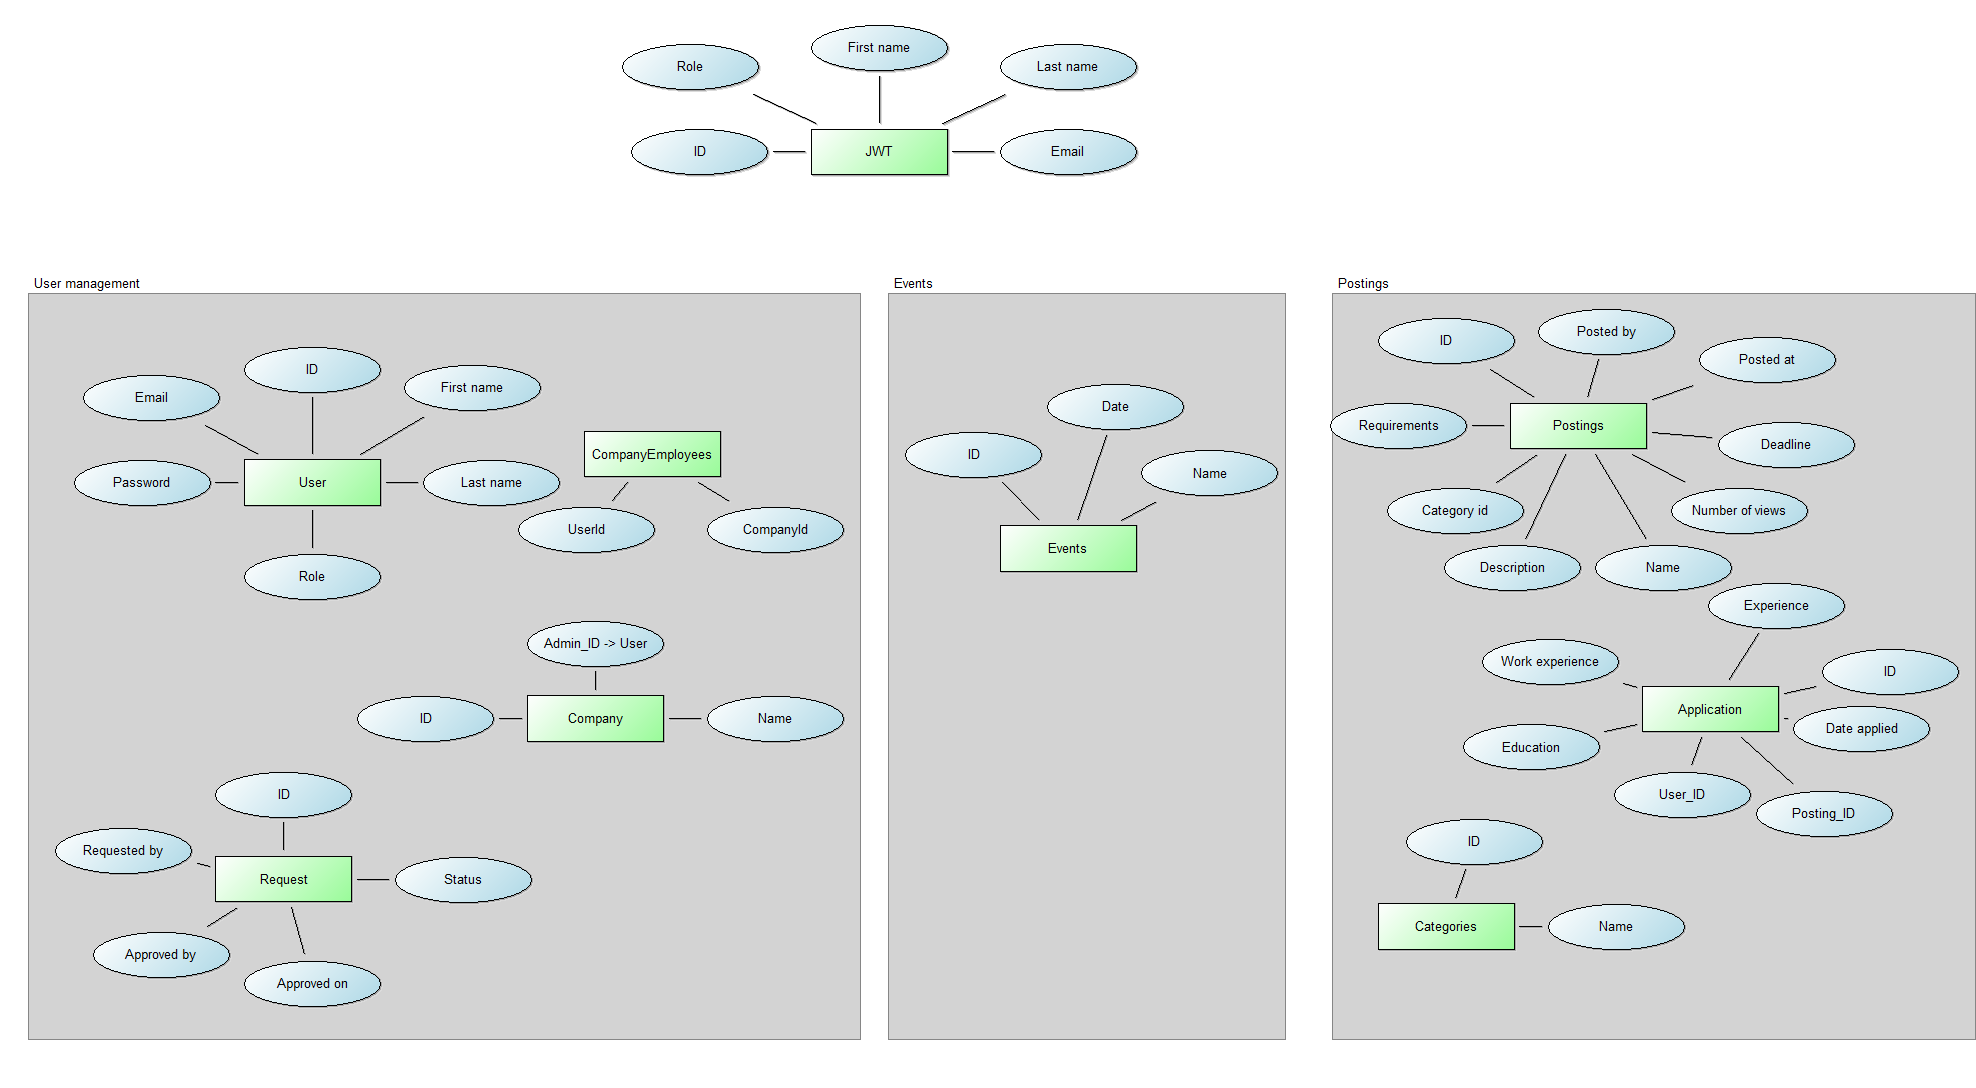 First name
Role
Last name
ID
JWT
Email
User management
ID
Email
First name
CompanyEmployees
Password
User
Last name
UserId
CompanyId
Role
Admin_ID -> User
ID
Company
Name
ID
Requested by
Request
Status
Approved by
Approved on
Events
Date
ID
Name
Events
Postings
ID
Posted by
Posted at
Requirements
Postings
Deadline
Category id
Number of views
Description
Name
Experience
Work experience
ID
Application
Date applied
Education
User_ID
Posting_ID
ID
Categories
Name